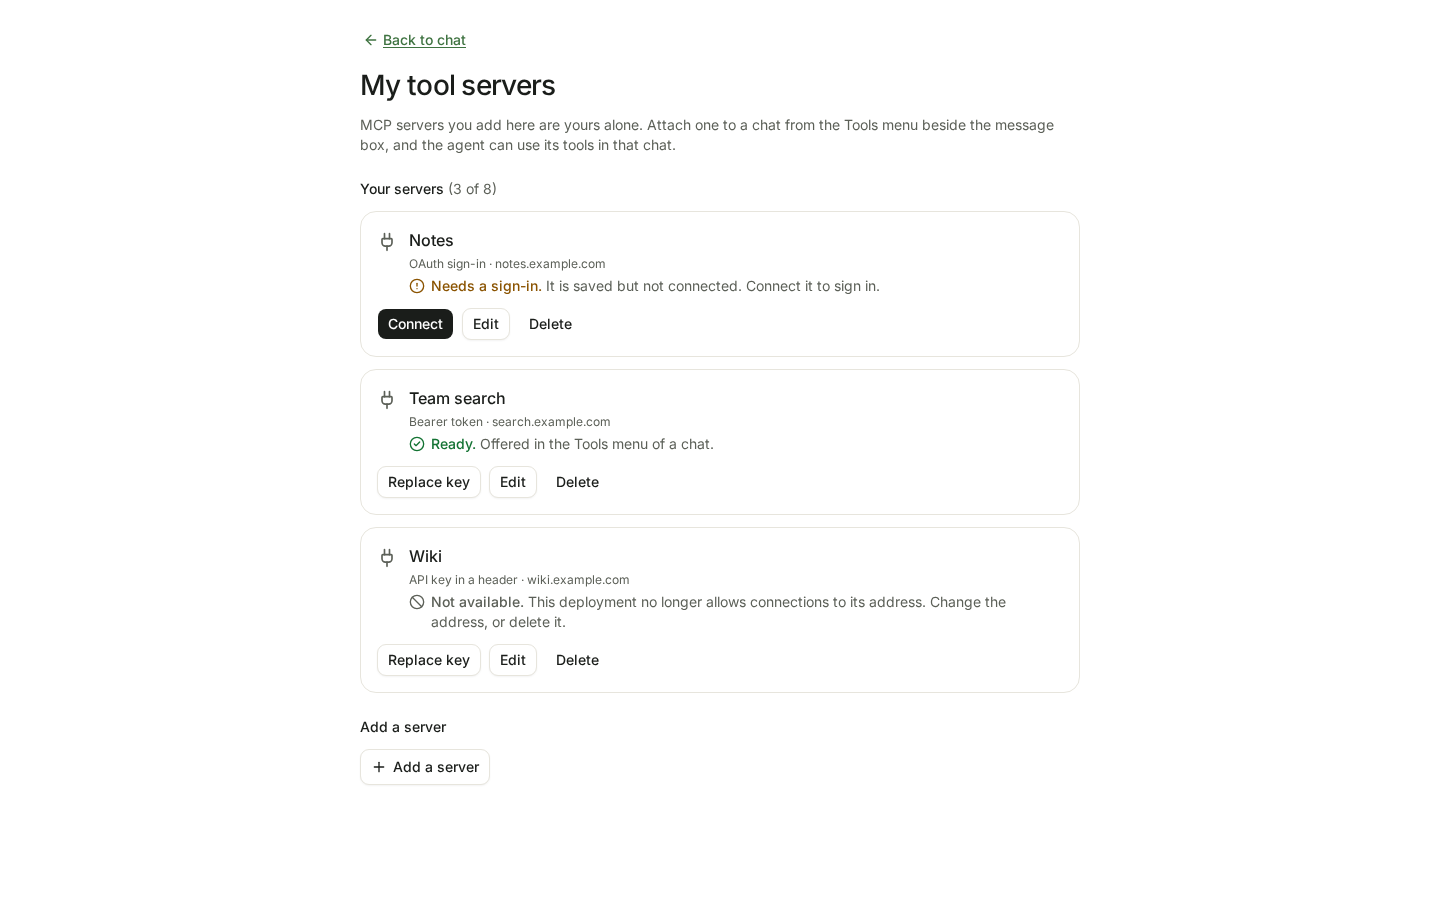 Back to chat
My tool servers
MCP servers you add here are yours alone. Attach one to a chat from the Tools menu beside the message
box, and the agent can use its tools in that chat.
Your servers (3 of 8)
Notes
OAuth sign-in · notes.example.com
Needs a sign-in. It is saved but not connected. Connect it to sign in.
Connect Edit Delete
Team search
Bearer token · search.example.com
Ready. Offered in the Tools menu of a chat.
Replace key Edit Delete
Wiki
API key in a header · wiki.example.com
Not available. This deployment no longer allows connections to its address. Change the
address, or delete it.
Replace key Edit Delete
Add a server
Add a server